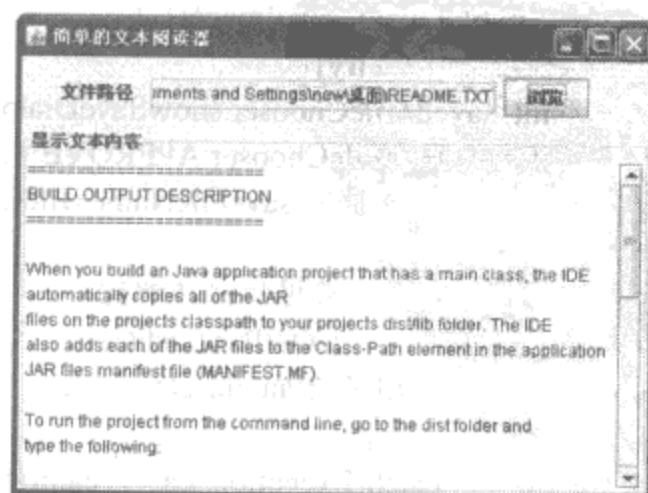 简单的文本阅读器
文件路径 iments and Settings\new\桌面\README.TXT 浏览
显示文本内容
========================
BUILD OUTPUT DESCRIPTION
========================
When you build an Java application project that has a main class, the IDE
automatically copies all of the JAR
files on the projects classpath to your projects dist/lib folder. The IDE
also adds each of the JAR files to the Class-Path element in the application
JAR files manifest file (MANIFEST.MF).
To run the project from the command line, go to the dist folder and
type the following: